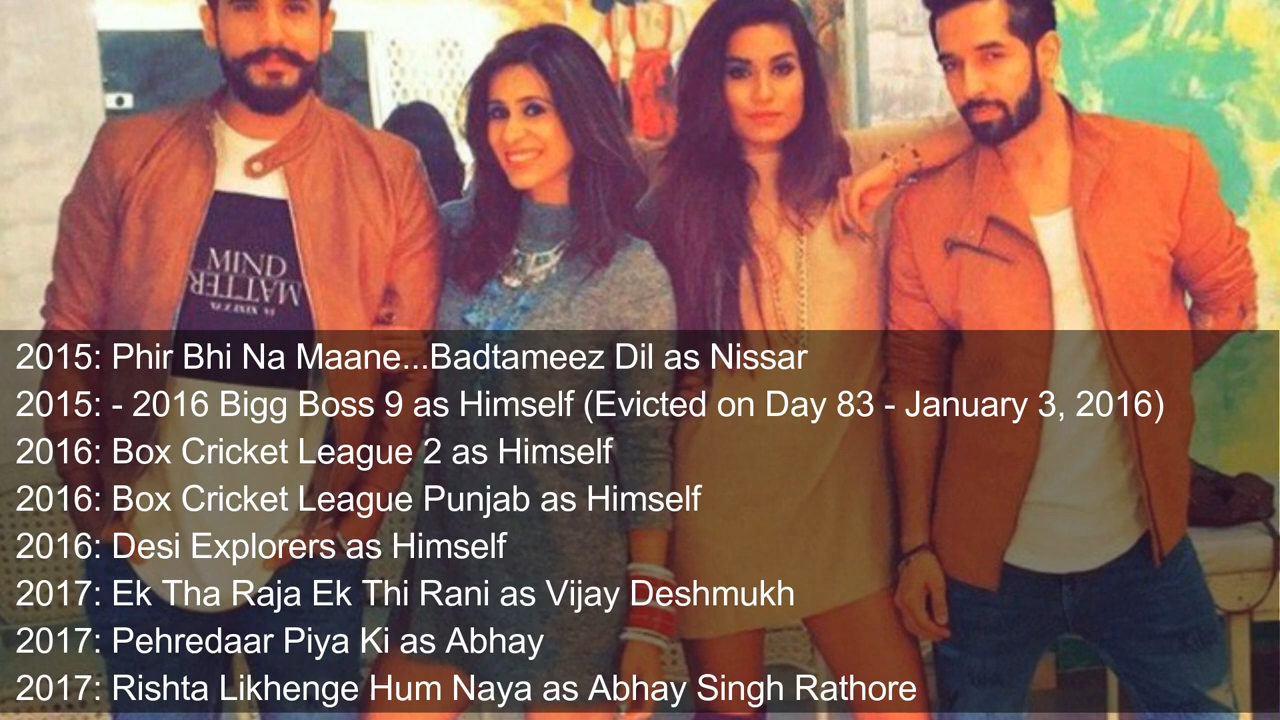 MIND
MATTER
2015: Phir Bhi Na Maane...Badtameez Dil as Nissar
2015: - 2016 Bigg Boss 9 as Himself (Evicted on Day 83 - January 3, 2016)
2016: Box Cricket League 2 as Himself
2016: Box Cricket League Punjab as Himself
2016: Desi Explorers as Himself
2017: Ek Tha Raja Ek Thi Rani as Vijay Deshmukh
2017: Pehredaar Piya Ki as Abhay
2017: Rishta Likhenge Hum Naya as Abhay Singh Rathore